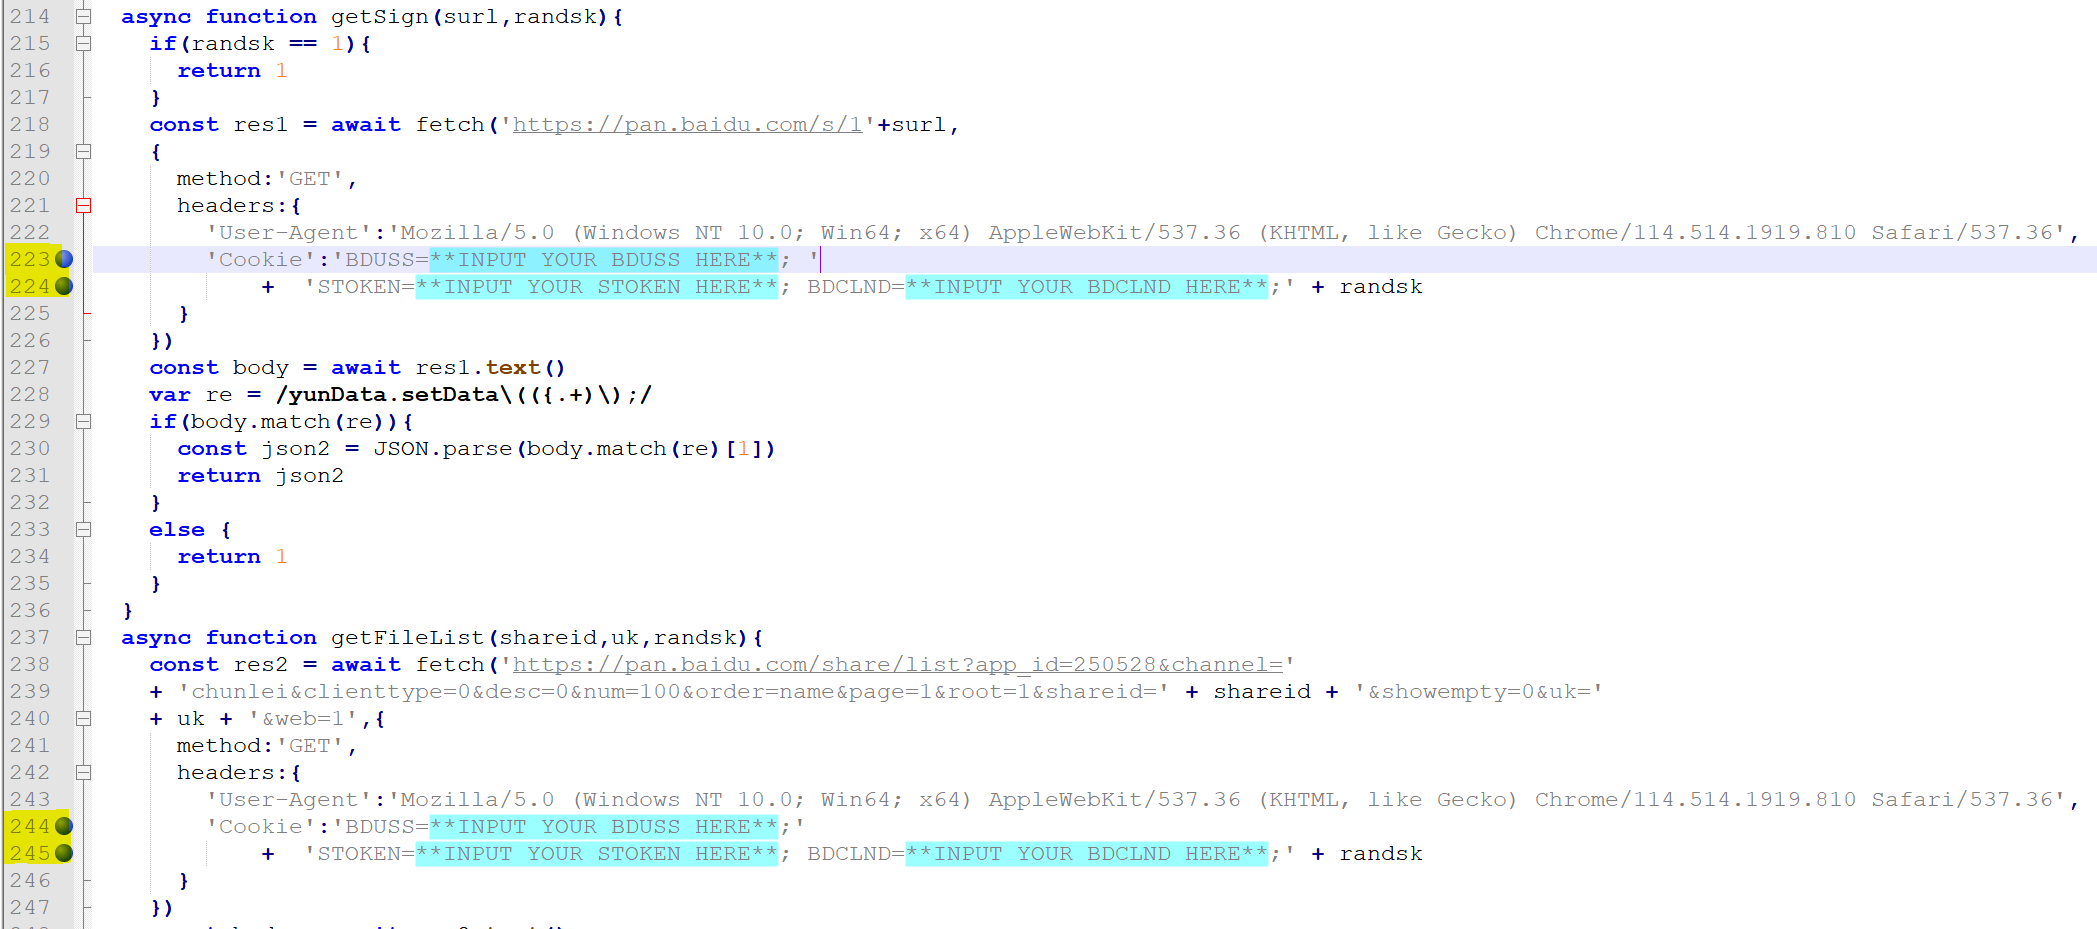 214 async function getSign(surl,randsk){
215 if(randsk == 1){
216 return 1
217 }
218 const res1 = await fetch('https://pan.baidu.com/s/1'+surl,
219 {
220 method:'GET',
221 headers:{
222 'User-Agent':'Mozilla/5.0 (Windows NT 10.0; Win64; x64) AppleWebKit/537.36 (KHTML, like Gecko) Chrome/114.514.1919.810 Safari/537.36',
223 'Cookie':'BDUSS=**INPUT YOUR BDUSS HERE**; '
224 + 'STOKEN=**INPUT YOUR STOKEN HERE**; BDCLND=**INPUT YOUR BDCLND HERE**;' + randsk
225 }
226 })
227 const body = await res1.text()
228 var re = /yunData.setData\(({.+)\);/
229 if(body.match(re)){
230 const json2 = JSON.parse(body.match(re)[1])
231 return json2
232 }
233 else {
234 return 1
235 }
236 }
237 async function getFileList(shareid,uk,randsk){
238 const res2 = await fetch('https://pan.baidu.com/share/list?app_id=250528&channel='
239 + 'chunlei&clienttype=0&desc=0&num=100&order=name&page=1&root=1&shareid=' + shareid + '&showempty=0&uk='
240 + uk + '&web=1',{
241 method:'GET',
242 headers:{
243 'User-Agent':'Mozilla/5.0 (Windows NT 10.0; Win64; x64) AppleWebKit/537.36 (KHTML, like Gecko) Chrome/114.514.1919.810 Safari/537.36',
244 'Cookie':'BDUSS=**INPUT YOUR BDUSS HERE**;'
245 + 'STOKEN=**INPUT YOUR STOKEN HERE**; BDCLND=**INPUT YOUR BDCLND HERE**;' + randsk
246 }
247 })